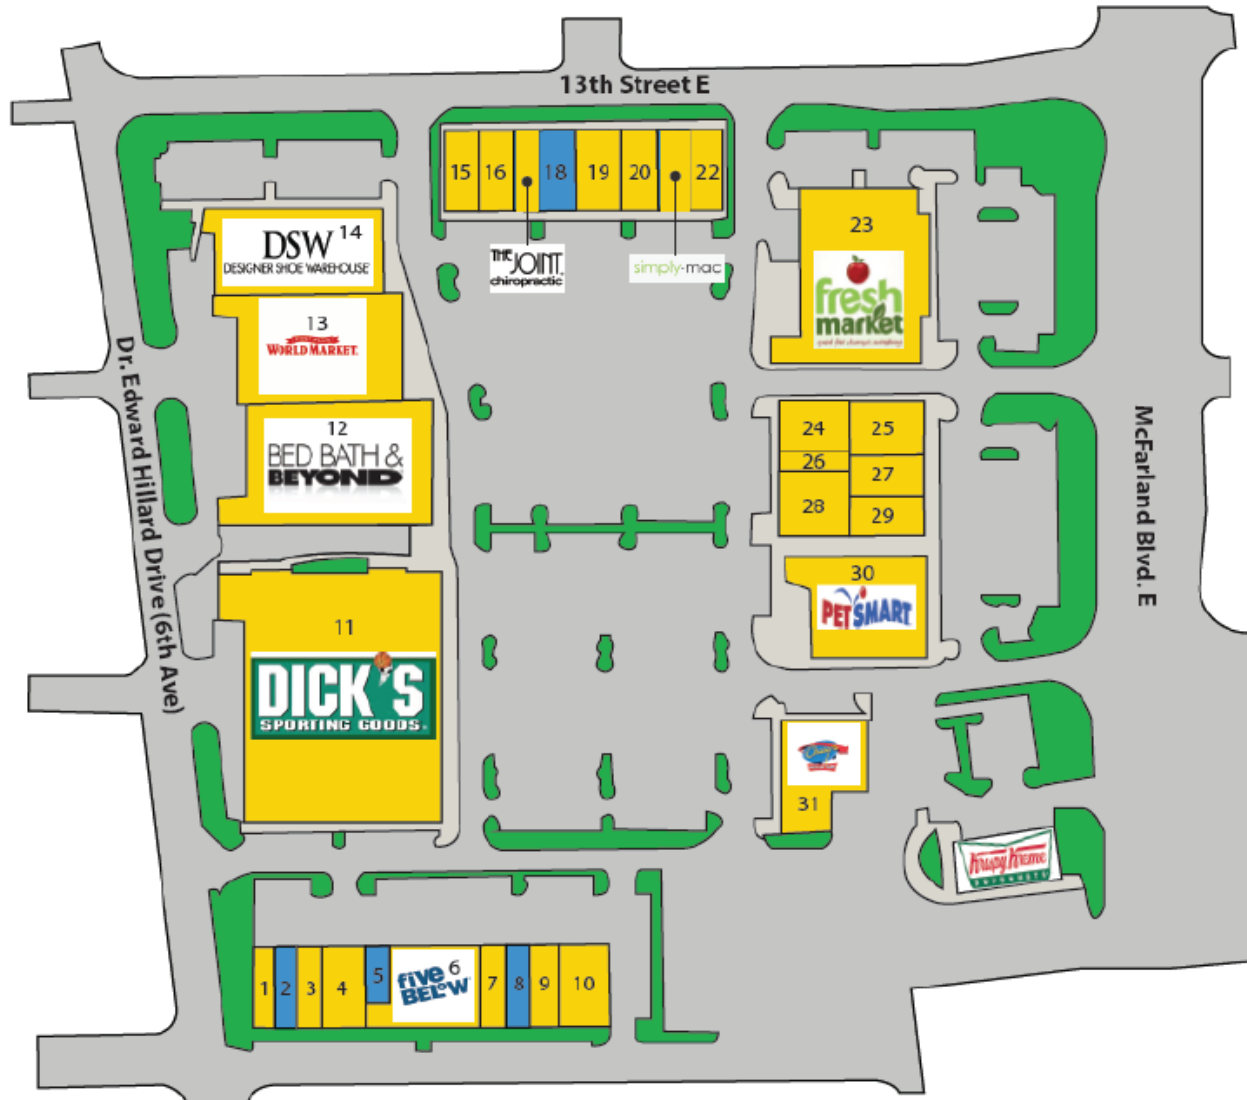 13th Street E
15
16
18
19
20
22
THE JOINT
chiropractic
simply·mac
23
fresh
market
DSW 14
DESIGNER SHOE WAREHOUSE
13
WORLD MARKET
12
BED BATH &
BEYOND
Dr. Edward Hillard Drive (6th Ave)
McFarland Blvd. E
24
25
26
27
28
29
30
PETSMART
11
DICK'S
SPORTING GOODS
31
Krispy Kreme
DOUGHNUTS
1
2
3
4
5
five 6
BELOW
7
8
9
10